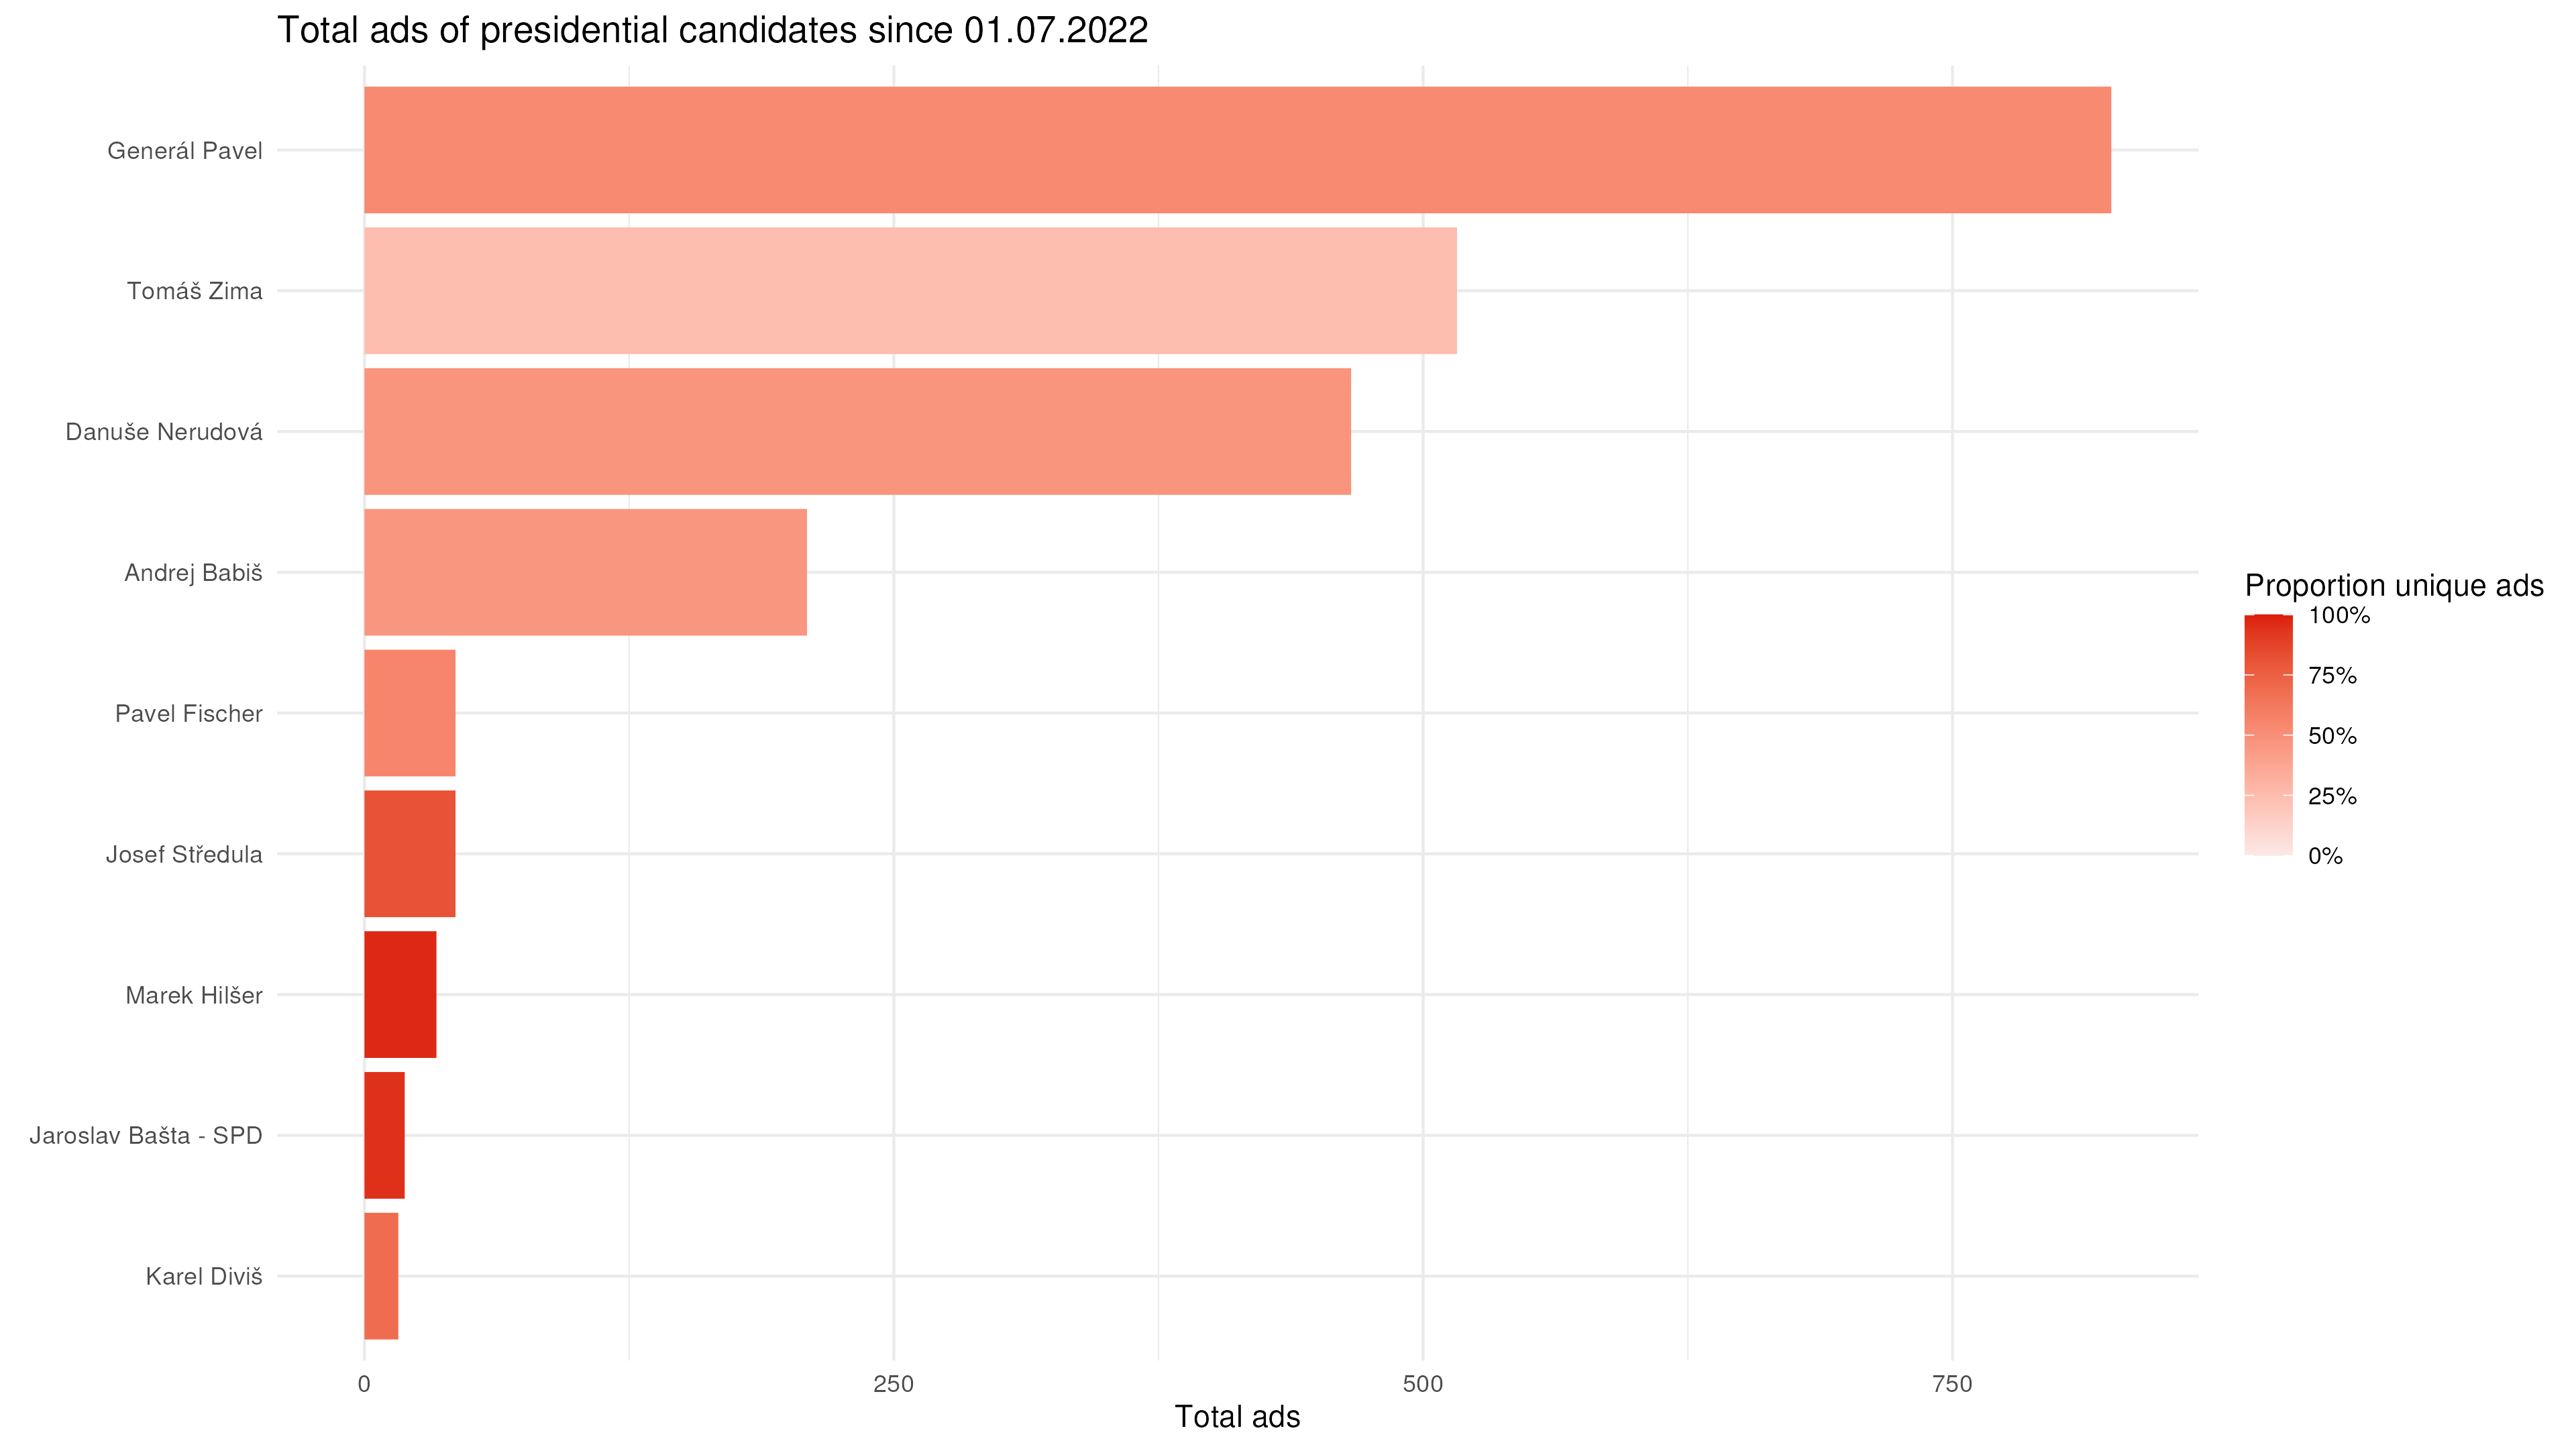 Total ads of presidential candidates since 01.07.2022
Generál Pavel
Tomáš Zima
Danuše Nerudová
Andrej Babiš
Pavel Fischer
Josef Středula
Marek Hilšer
Jaroslav Bašta - SPD
Karel Diviš
0
250
500
750
Total ads
Proportion unique ads
100%
75%
50%
25%
0%